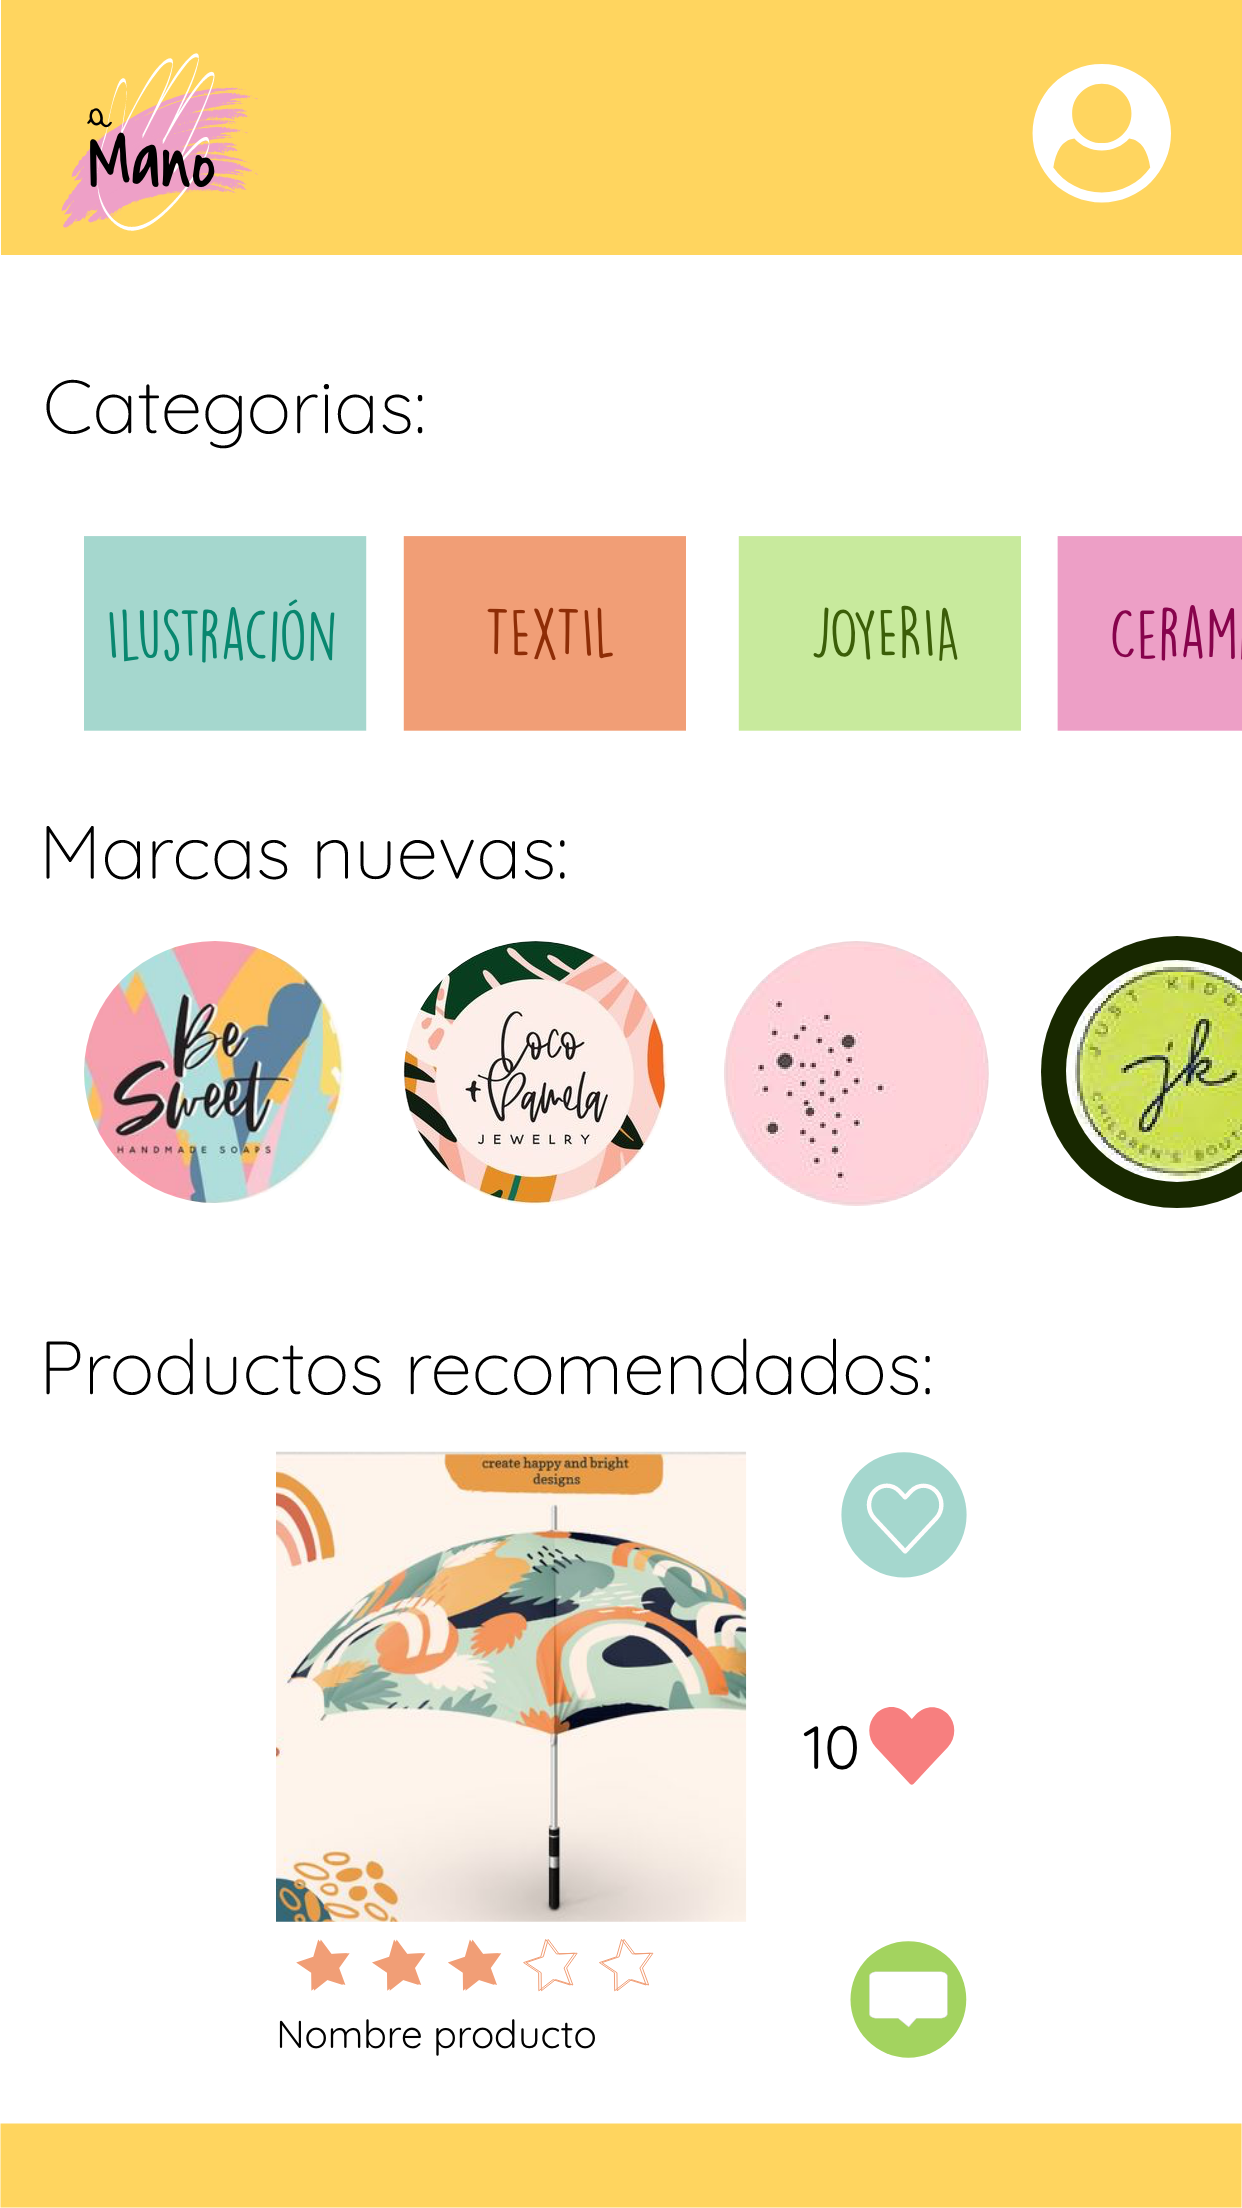 a
Mano
Categorias:
ILUSTRACIÓN
TEXTIL
JOYERIA
CERAM
Marcas nuevas:
Be
Sweet
HANDMADE SOAPS
Coco
+Pamela
JEWELRY
JUST KIDD
jk
CHILDREN'S BOUT
Productos recomendados:
create happy and bright
designs
10
Nombre producto